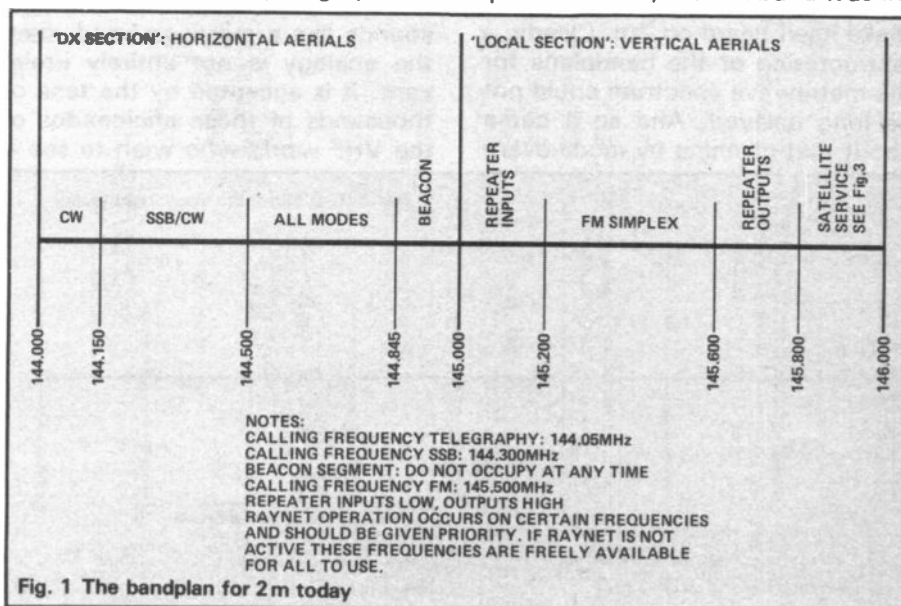 'DX SECTION': HORIZONTAL AERIALS
'LOCAL SECTION': VERTICAL AERIALS
CW
SSB/CW
ALL MODES
BEACON
REPEATER
INPUTS
FM SIMPLEX
REPEATER
OUTPUTS
SATELLITE
SERVICE
SEE Fig.3
144.000
144.150
144.500
144.845
145.000
145.200
145.600
145.800
146.000
NOTES:
CALLING FREQUENCY TELEGRAPHY: 144.05MHz
CALLING FREQUENCY SSB: 144.300MHz
BEACON SEGMENT: DO NOT OCCUPY AT ANY TIME
CALLING FREQUENCY FM: 145.500MHz
REPEATER INPUTS LOW, OUTPUTS HIGH
RAYNET OPERATION OCCURS ON CERTAIN FREQUENCIES
AND SHOULD BE GIVEN PRIORITY. IF RAYNET IS NOT
ACTIVE THESE FREQUENCIES ARE FREELY AVAILABLE
FOR ALL TO USE.
Fig. 1 The bandplan for 2m today